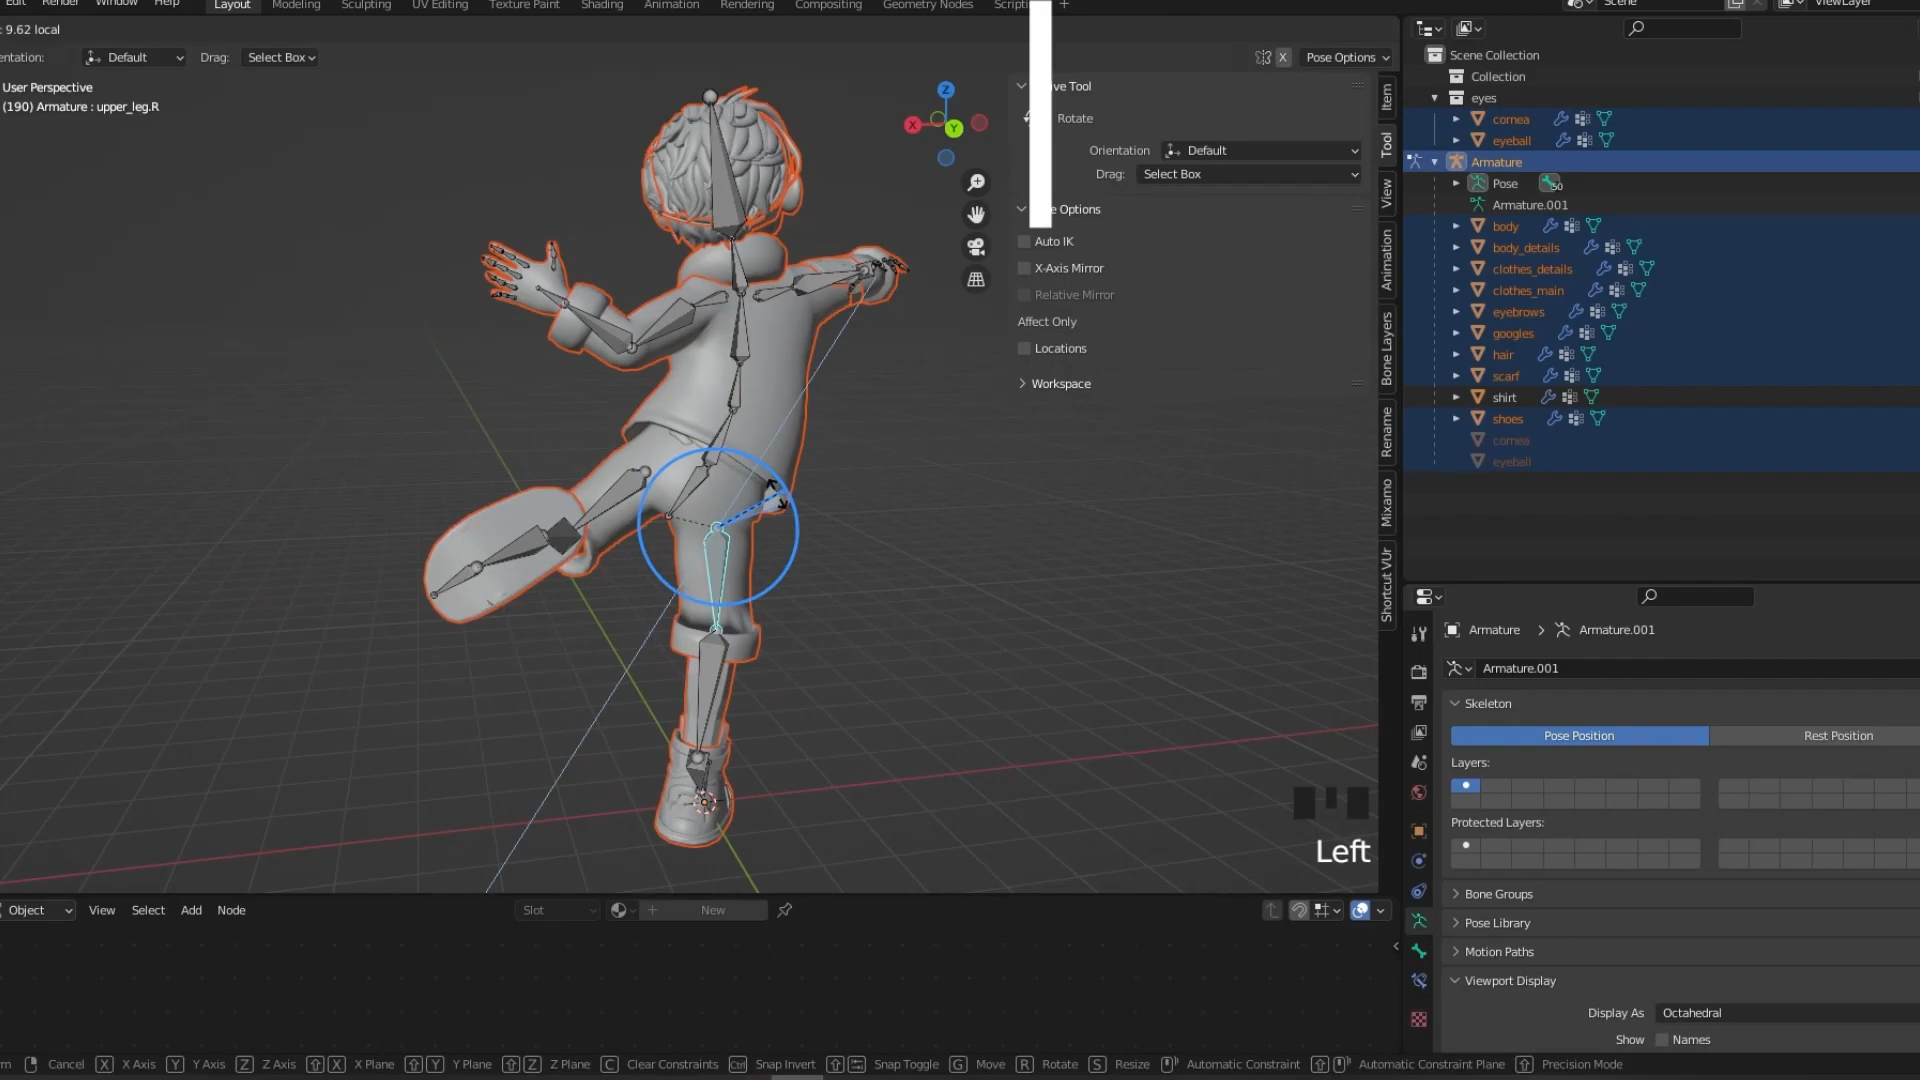 Edit Render Window Help Layout Modeling Sculpting UV Editing Texture Paint Shading Animation Rendering Compositing Geometry Nodes + Scene ViewLayer
: 9.62 local
Default Drag: Select Box X Pose Options
User Perspective
(190) Armature : upper_leg.R
Z
X
Y
Rotate
Orientation Default
Drag: Select Box
Options
Auto IK
X-Axis Mirror
Relative Mirror
Affect Only
Locations
Workspace
Item
Tool
View
Animation
Bone Layers
Rename
Mixamo
Shortcut VUr
Left
Scene Collection
Collection
eyes
cornea
eyeball
Armature
Pose 50
Armature.001
body
body_details
clothes_details
clothes_main
eyebrows
googles
hair
scarf
shirt
shoes
cornea
eyeball
Armature > Armature.001
Armature.001
Skeleton
Pose Position Rest Position
Layers:
Protected Layers:
Bone Groups
Pose Library
Motion Paths
Viewport Display
Display As Octahedral
Show Names
Object View Select Add Node Slot + New
Cancel X X Axis Y Y Axis Z Z Axis X X Plane Y Y Plane Z Z Plane C Clear Constraints Ctrl Snap Invert Snap Toggle G Move R Rotate S Resize Automatic Constraint Automatic Constraint Plane Precision Mode